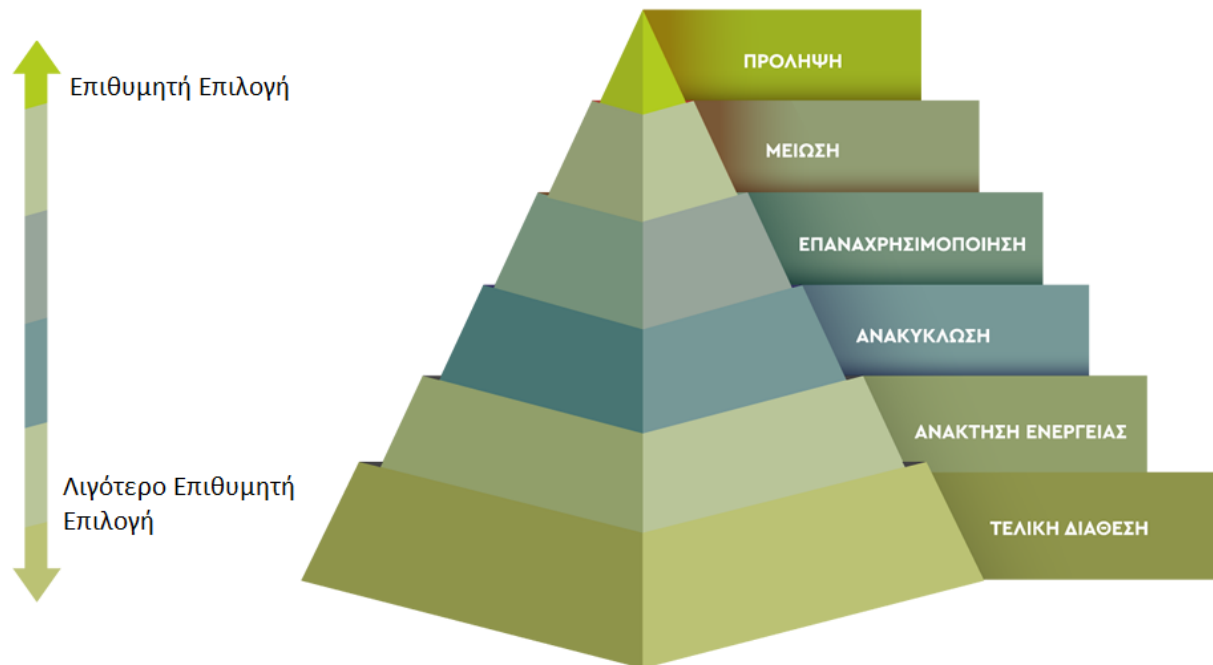 ΠΡΟΛΗΨΗ
Επιθυμητή Επιλογή
ΜΕΙΩΣΗ
ΕΠΑΝΑΧΡΗΣΙΜΟΠΟΙΗΣΗ
ΑΝΑΚΥΚΛΩΣΗ
ΑΝΑΚΤΗΣΗ ΕΝΕΡΓΕΙΑΣ
Λιγότερο Επιθυμητή
Επιλογή
ΤΕΛΙΚΗ ΔΙΑΘΕΣΗ